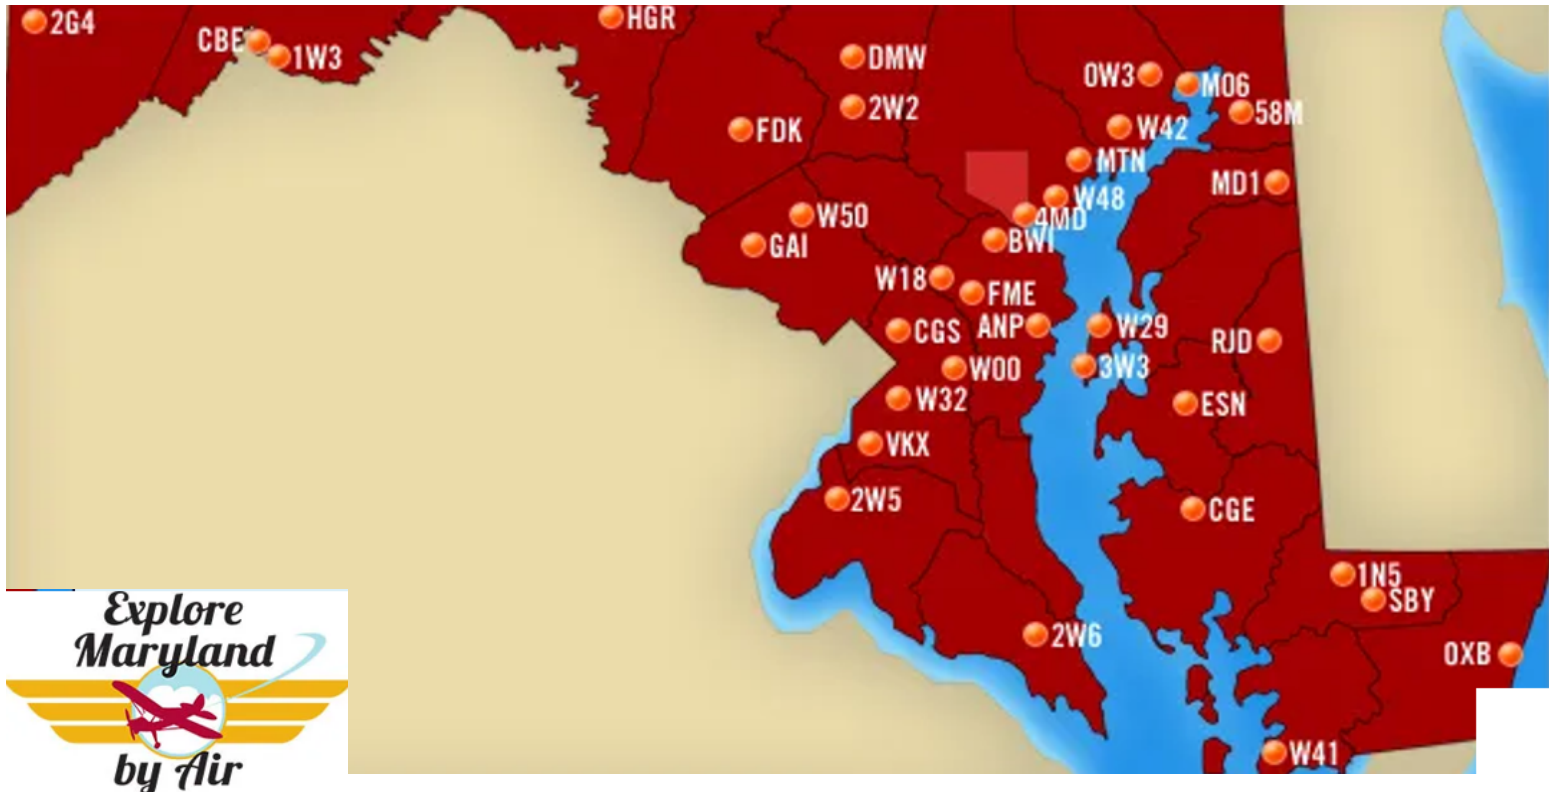 2G4
HGR
CBE
1W3
DMW
0W3
M06
2W2
58M
FDK
W42
MTN
MD1
W48
W50
4MD
BWI
GAI
W18
FME
CGS
ANP
W29
RJD
3W3
W00
W32
ESN
VKX
2W5
CGE
1N5
SBY
2W6
OXB
W41
Explore
Maryland
by Air